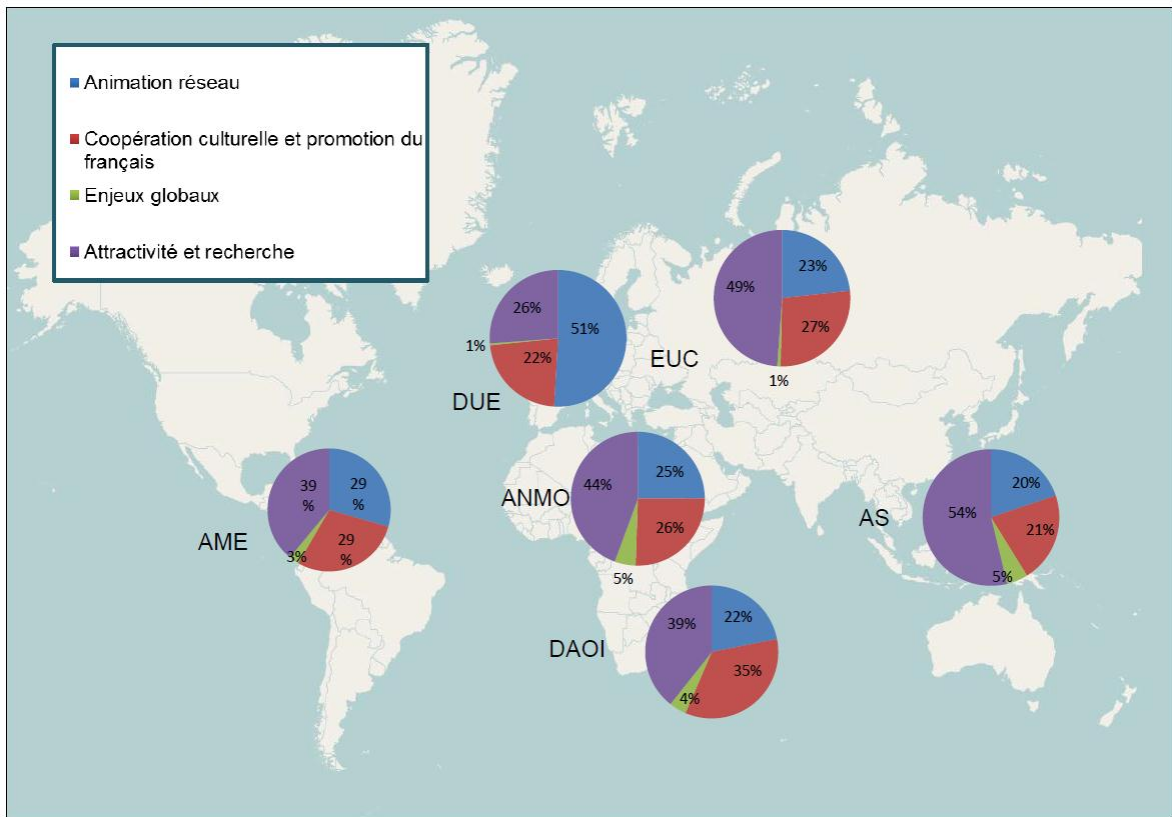 Animation réseau
Coopération culturelle et promotion du
français
Enjeux globaux
Attractivité et recherche
23%
49%
27%
1%
EUC
26%
51%
22%
1%
DUE
25%
44%
26%
5%
ANMO
39
%
29
%
29
%
3%
AME
20%
54%
21%
5%
AS
22%
39%
35%
4%
DAOI